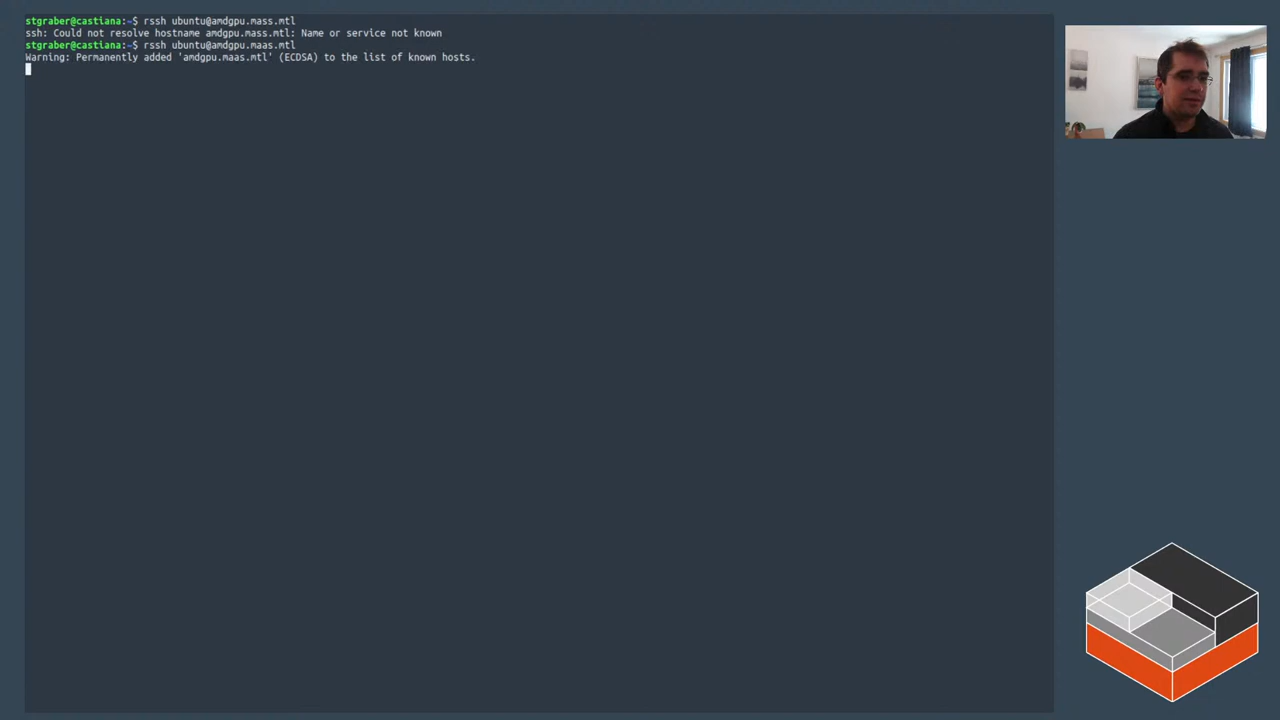 stgraber@castiana:~$ rssh ubuntu@amdgpu.mass.mtl
ssh: Could not resolve hostname amdgpu.mass.mtl: Name or service not known
stgraber@castiana:~$ rssh ubuntu@amdgpu.maas.mtl
Warning: Permanently added 'amdgpu.maas.mtl' (ECDSA) to the list of known hosts.